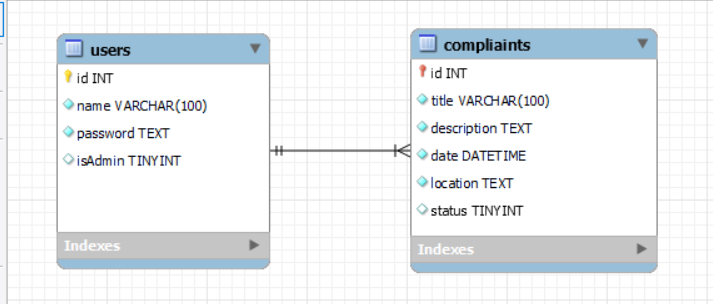 users
id INT
name VARCHAR(100)
password TEXT
isAdmin TINYINT
Indexes
compliaints
id INT
title VARCHAR(100)
description TEXT
date DATETIME
location TEXT
status TINYINT
Indexes